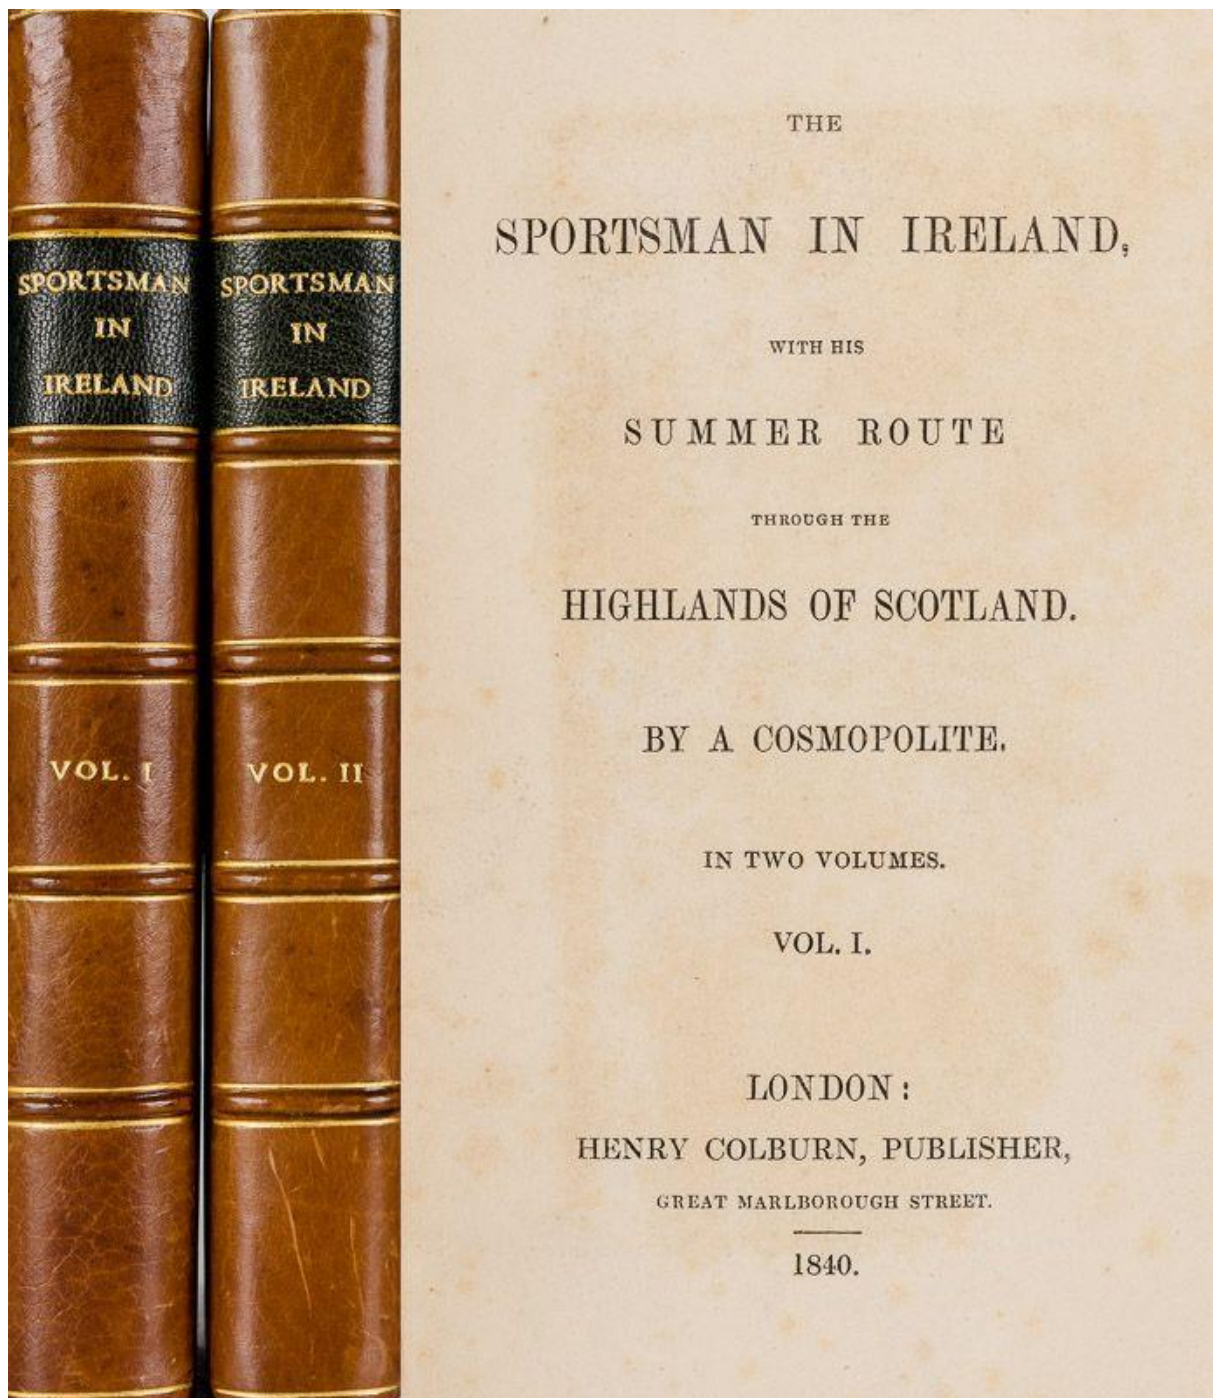 SPORTSMAN
IN
IRELAND
VOL. I
SPORTSMAN
IN
IRELAND
VOL. II
THE
SPORTSMAN IN IRELAND,
WITH HIS
SUMMER ROUTE
THROUGH THE
HIGHLANDS OF SCOTLAND.
BY A COSMOPOLITE.
IN TWO VOLUMES.
VOL. I.
LONDON:
HENRY COLBURN, PUBLISHER,
GREAT MARLBOROUGH STREET.
1840.